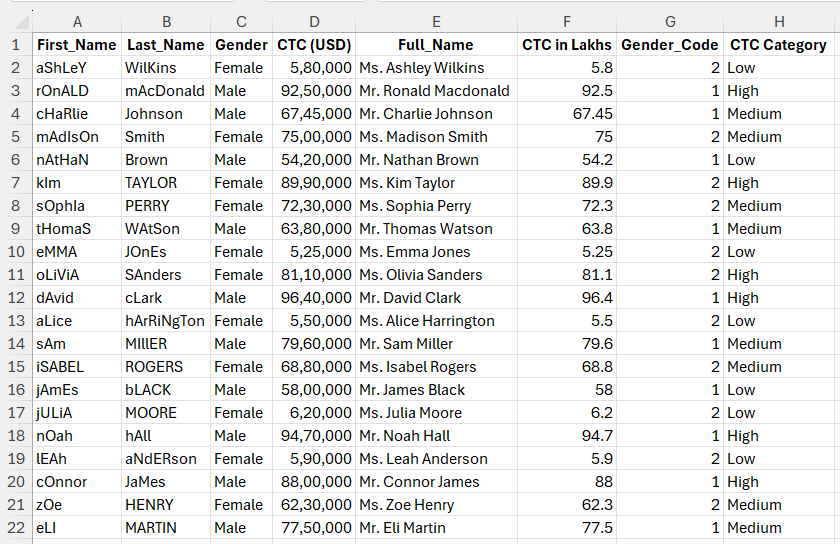 A B C D E F G H
1 First_Name Last_Name Gender CTC (USD) Full_Name CTC in Lakhs Gender_Code CTC Category
2 aShLeY WilKins Female 5,80,000 Ms. Ashley Wilkins 5.8 2 Low
3 rOnALD mAcDonald Male 92,50,000 Mr. Ronald Macdonald 92.5 1 High
4 cHaRlie Johnson Male 67,45,000 Mr. Charlie Johnson 67.45 1 Medium
5 mAdIsOn Smith Female 75,00,000 Ms. Madison Smith 75 2 Medium
6 nAtHaN Brown Male 54,20,000 Mr. Nathan Brown 54.2 1 Low
7 kIm TAYLOR Female 89,90,000 Ms. Kim Taylor 89.9 2 High
8 sOphIa PERRY Female 72,30,000 Ms. Sophia Perry 72.3 2 Medium
9 tHomaS WAtSon Male 63,80,000 Mr. Thomas Watson 63.8 1 Medium
10 eMMA JOnEs Female 5,25,000 Ms. Emma Jones 5.25 2 Low
11 oLiViA SAnders Female 81,10,000 Ms. Olivia Sanders 81.1 2 High
12 dAvid cLark Male 96,40,000 Mr. David Clark 96.4 1 High
13 aLice hArRiNgTon Female 5,50,000 Ms. Alice Harrington 5.5 2 Low
14 sAm MIllER Male 79,60,000 Mr. Sam Miller 79.6 1 Medium
15 iSABEL ROGERS Female 68,80,000 Ms. Isabel Rogers 68.8 2 Medium
16 jAmEs bLACK Male 58,00,000 Mr. James Black 58 1 Low
17 jULiA MOORE Female 6,20,000 Ms. Julia Moore 6.2 2 Low
18 nOah hAll Male 94,70,000 Mr. Noah Hall 94.7 1 High
19 lEAh aNdERson Female 5,90,000 Ms. Leah Anderson 5.9 2 Low
20 cOnnor JaMes Male 88,00,000 Mr. Connor James 88 1 High
21 zOe HENRY Female 62,30,000 Ms. Zoe Henry 62.3 2 Medium
22 eLI MARTIN Male 77,50,000 Mr. Eli Martin 77.5 1 Medium